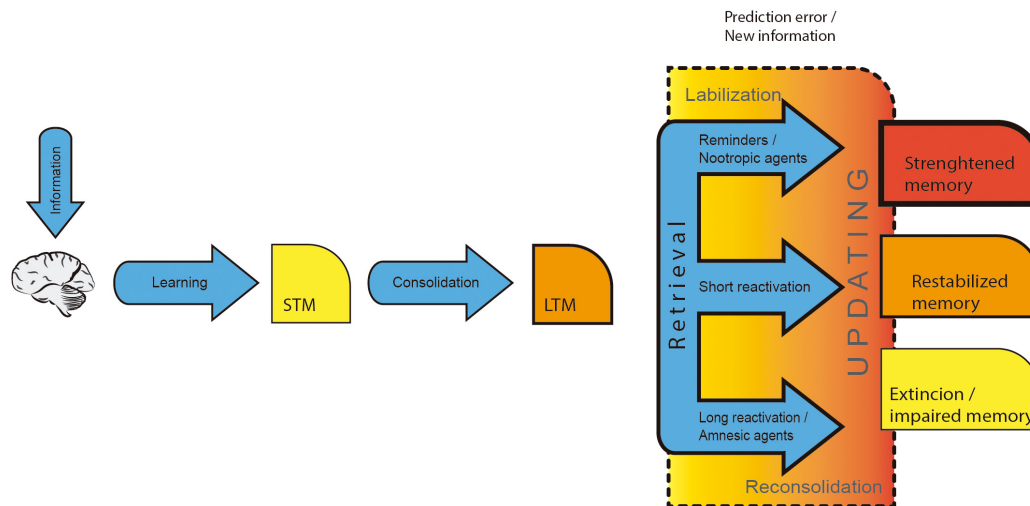 Prediction error /
New information
Labilization
Information
Learning
STM
Consolidation
LTM
Retrieval
Reminders /
Nootropic agents
Short reactivation
Long reactivation /
Amnesic agents
UPDATING
Reconsolidation
Strenghtened
memory
Restabilized
memory
Extincion /
impaired memory